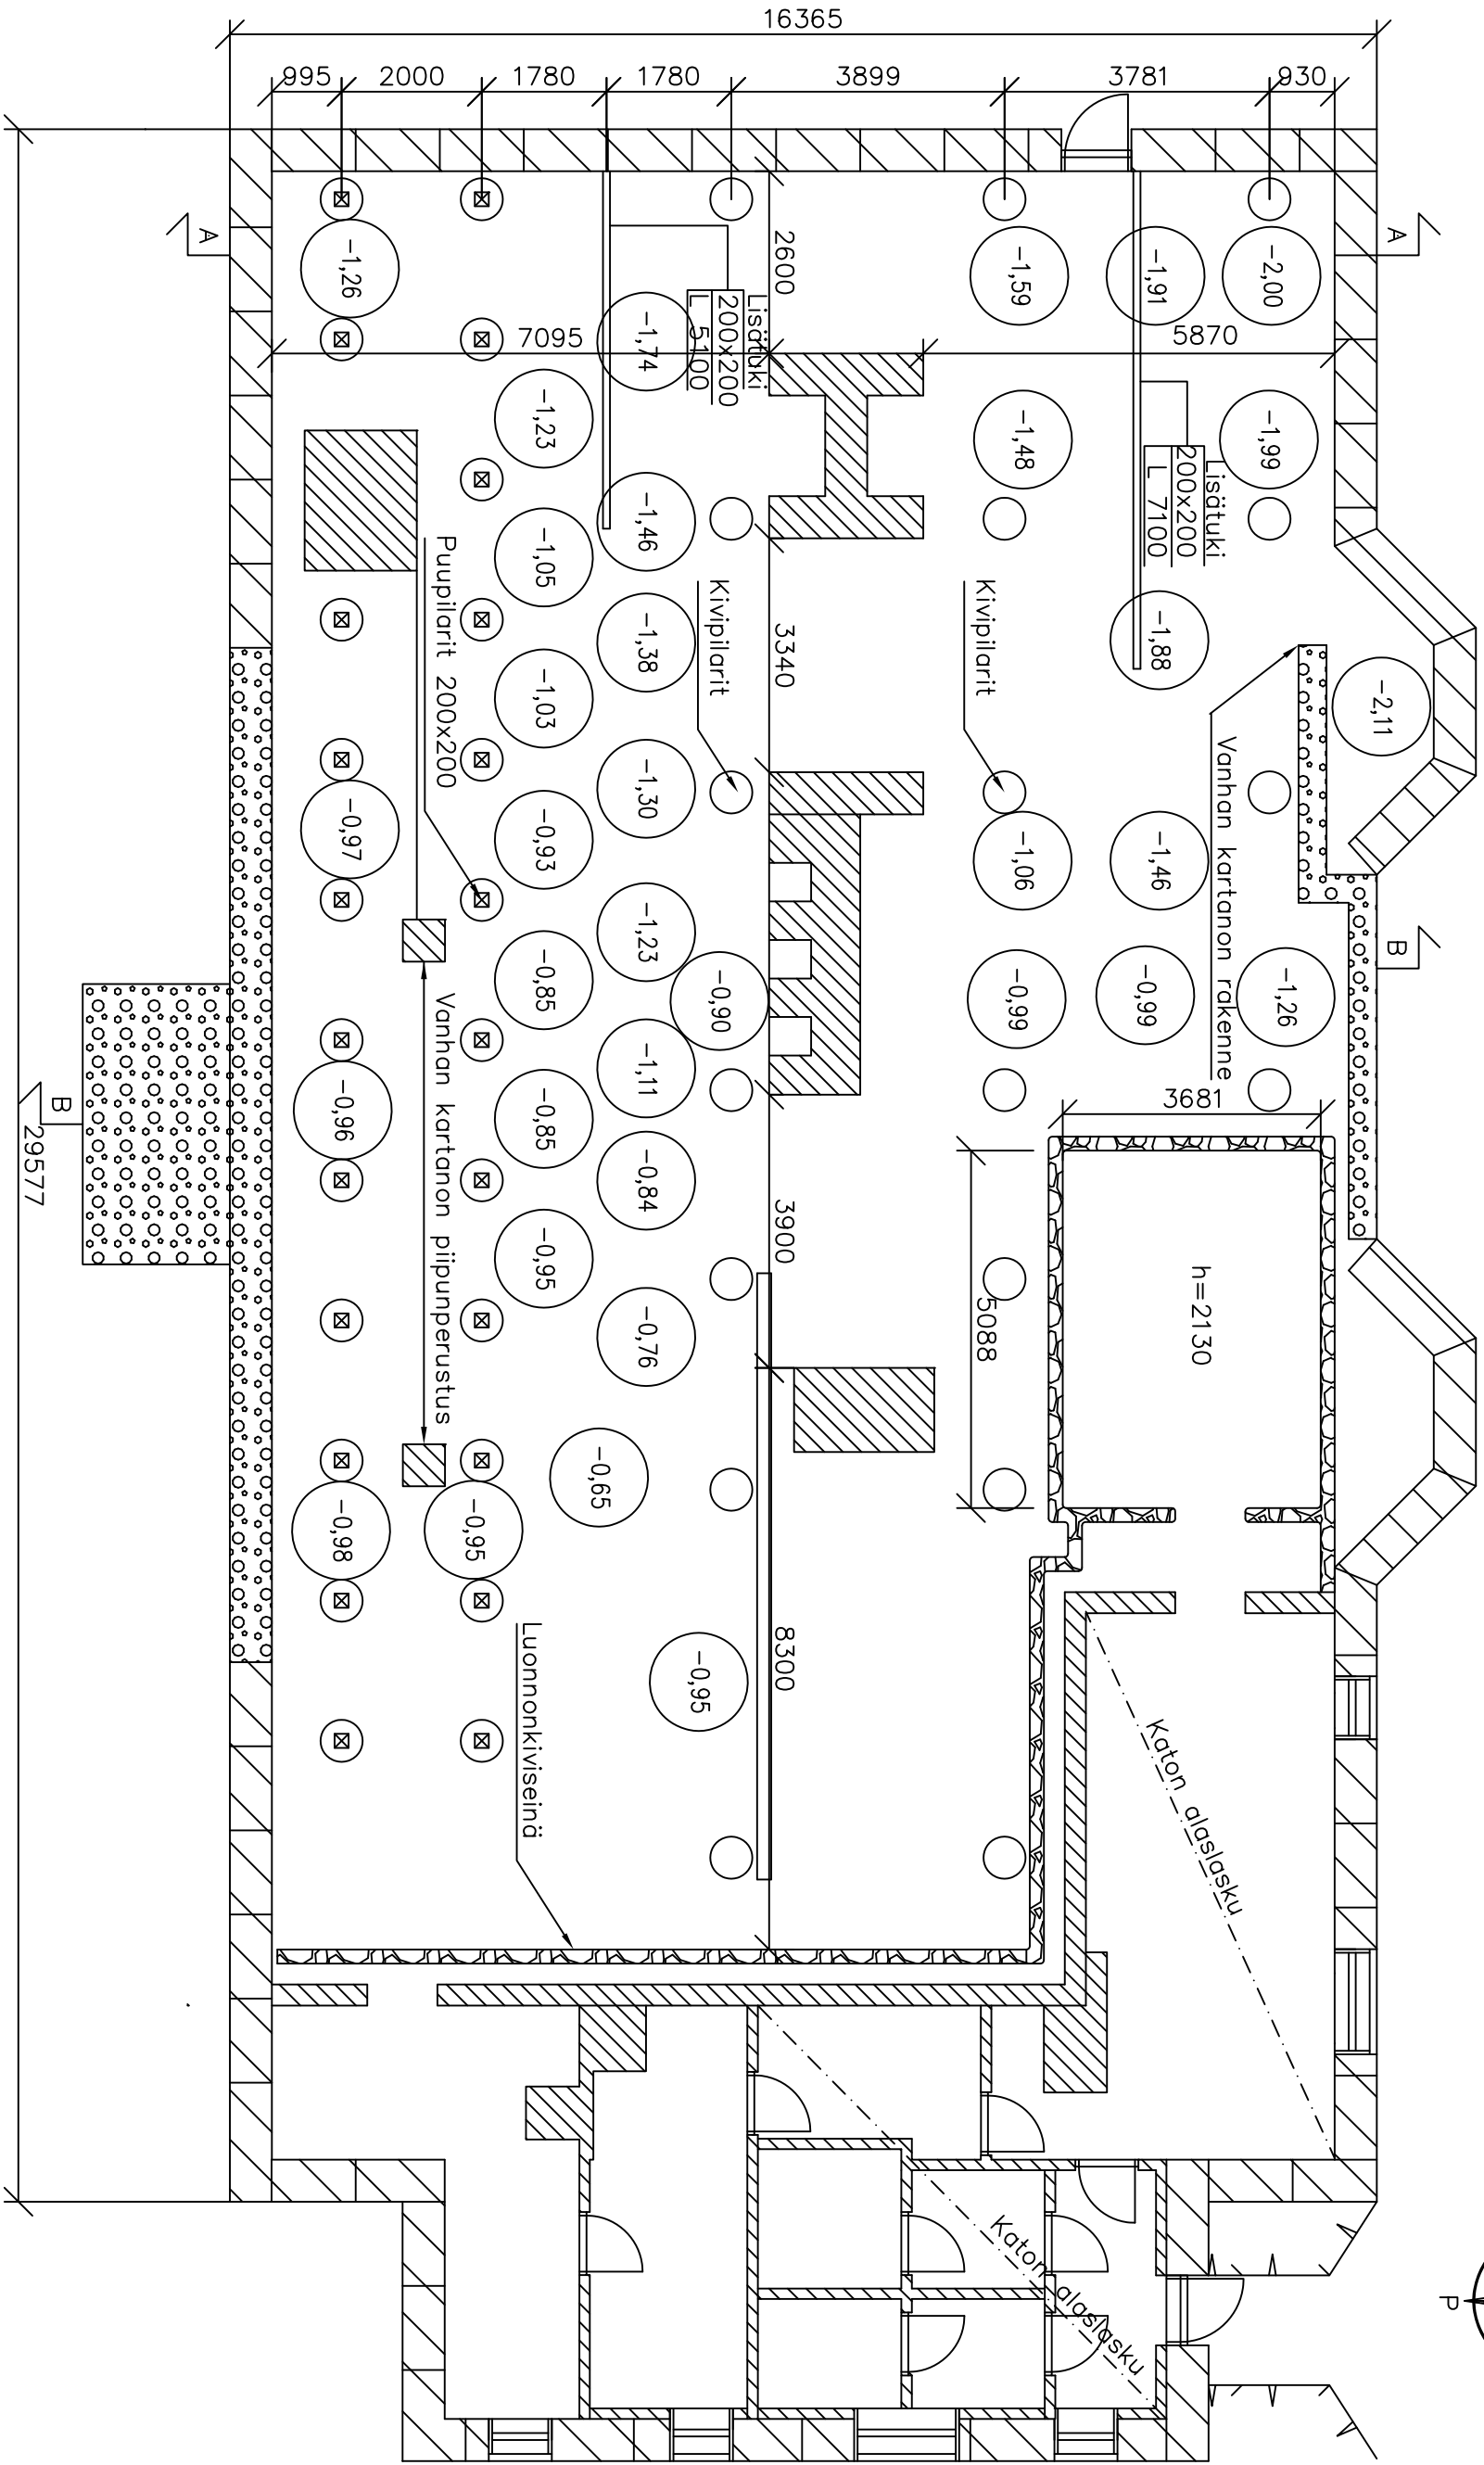 16365
995
2000
1780
1780
3899
3781
930
A
A
-1,26
2600
-1,59
-1,91
-2,00
Lisätuki
200x200
L 5100
7095
-1,74
5870
-1,23
-1,48
-1,99
Lisätuki
200x200
L 7100
-1,46
-1,05
Puupilarit 200x200
Kivipilarit
Kivipilarit
-1,38
3340
-1,88
-1,03
-2,11
Vanhan kartanon rakenne
-1,30
-0,97
-0,93
-1,06
-1,46
-1,23
B
-0,85
-0,90
-0,99
-0,99
-1,26
Vanhan kartanon piipunperustus
-1,11
-0,96
-0,85
3681
B
29577
-0,84
3900
-0,95
5088
h=2130
-0,76
-0,65
-0,98
-0,95
Luonnonkiviseinä
-0,95
8300
Katon alaslasku
Katon alaslasku
P